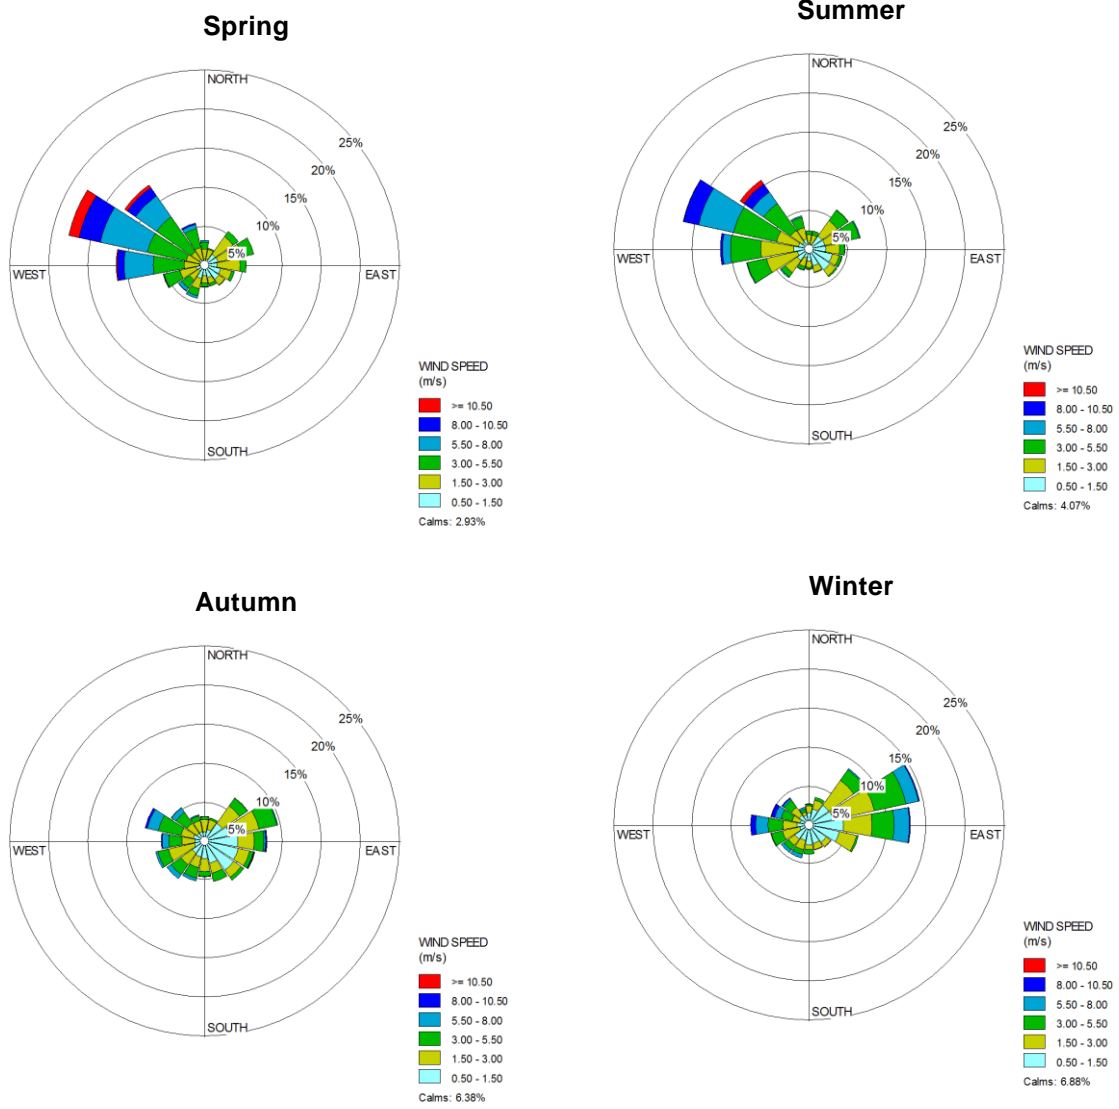 Spring
NORTH
25%
20%
15%
10%
5%
WEST
EAST
SOUTH
WIND SPEED
(m/s)
>= 10.50
8.00 - 10.50
5.50 - 8.00
3.00 - 5.50
1.50 - 3.00
0.50 - 1.50
Calms: 2.93%
Summer
NORTH
25%
20%
15%
10%
5%
WEST
EAST
SOUTH
WIND SPEED
(m/s)
>= 10.50
8.00 - 10.50
5.50 - 8.00
3.00 - 5.50
1.50 - 3.00
0.50 - 1.50
Calms: 4.07%
Autumn
NORTH
25%
20%
15%
10%
5%
WEST
EAST
SOUTH
WIND SPEED
(m/s)
>= 10.50
8.00 - 10.50
5.50 - 8.00
3.00 - 5.50
1.50 - 3.00
0.50 - 1.50
Calms: 6.38%
Winter
NORTH
25%
20%
15%
10%
5%
WEST
EAST
SOUTH
WIND SPEED
(m/s)
>= 10.50
8.00 - 10.50
5.50 - 8.00
3.00 - 5.50
1.50 - 3.00
0.50 - 1.50
Calms: 6.88%